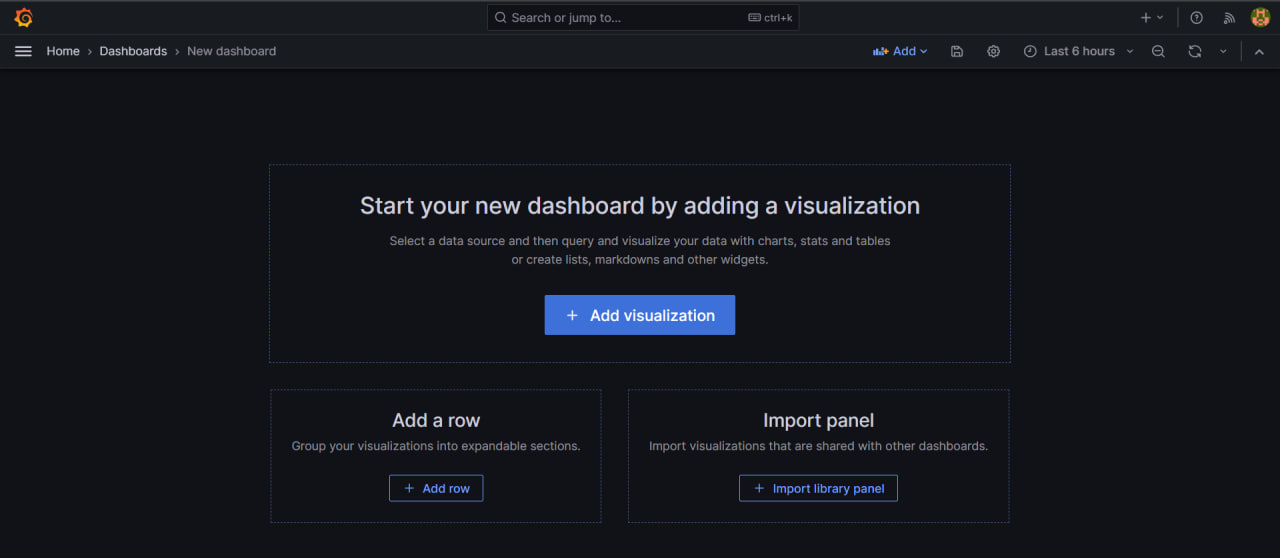 Search or jump to... ctrl+k
Home › Dashboards › New dashboard Add Last 6 hours
Start your new dashboard by adding a visualization
Select a data source and then query and visualize your data with charts, stats and tables
or create lists, markdowns and other widgets.
+ Add visualization
Add a row
Group your visualizations into expandable sections.
+ Add row
Import panel
Import visualizations that are shared with other dashboards.
+ Import library panel